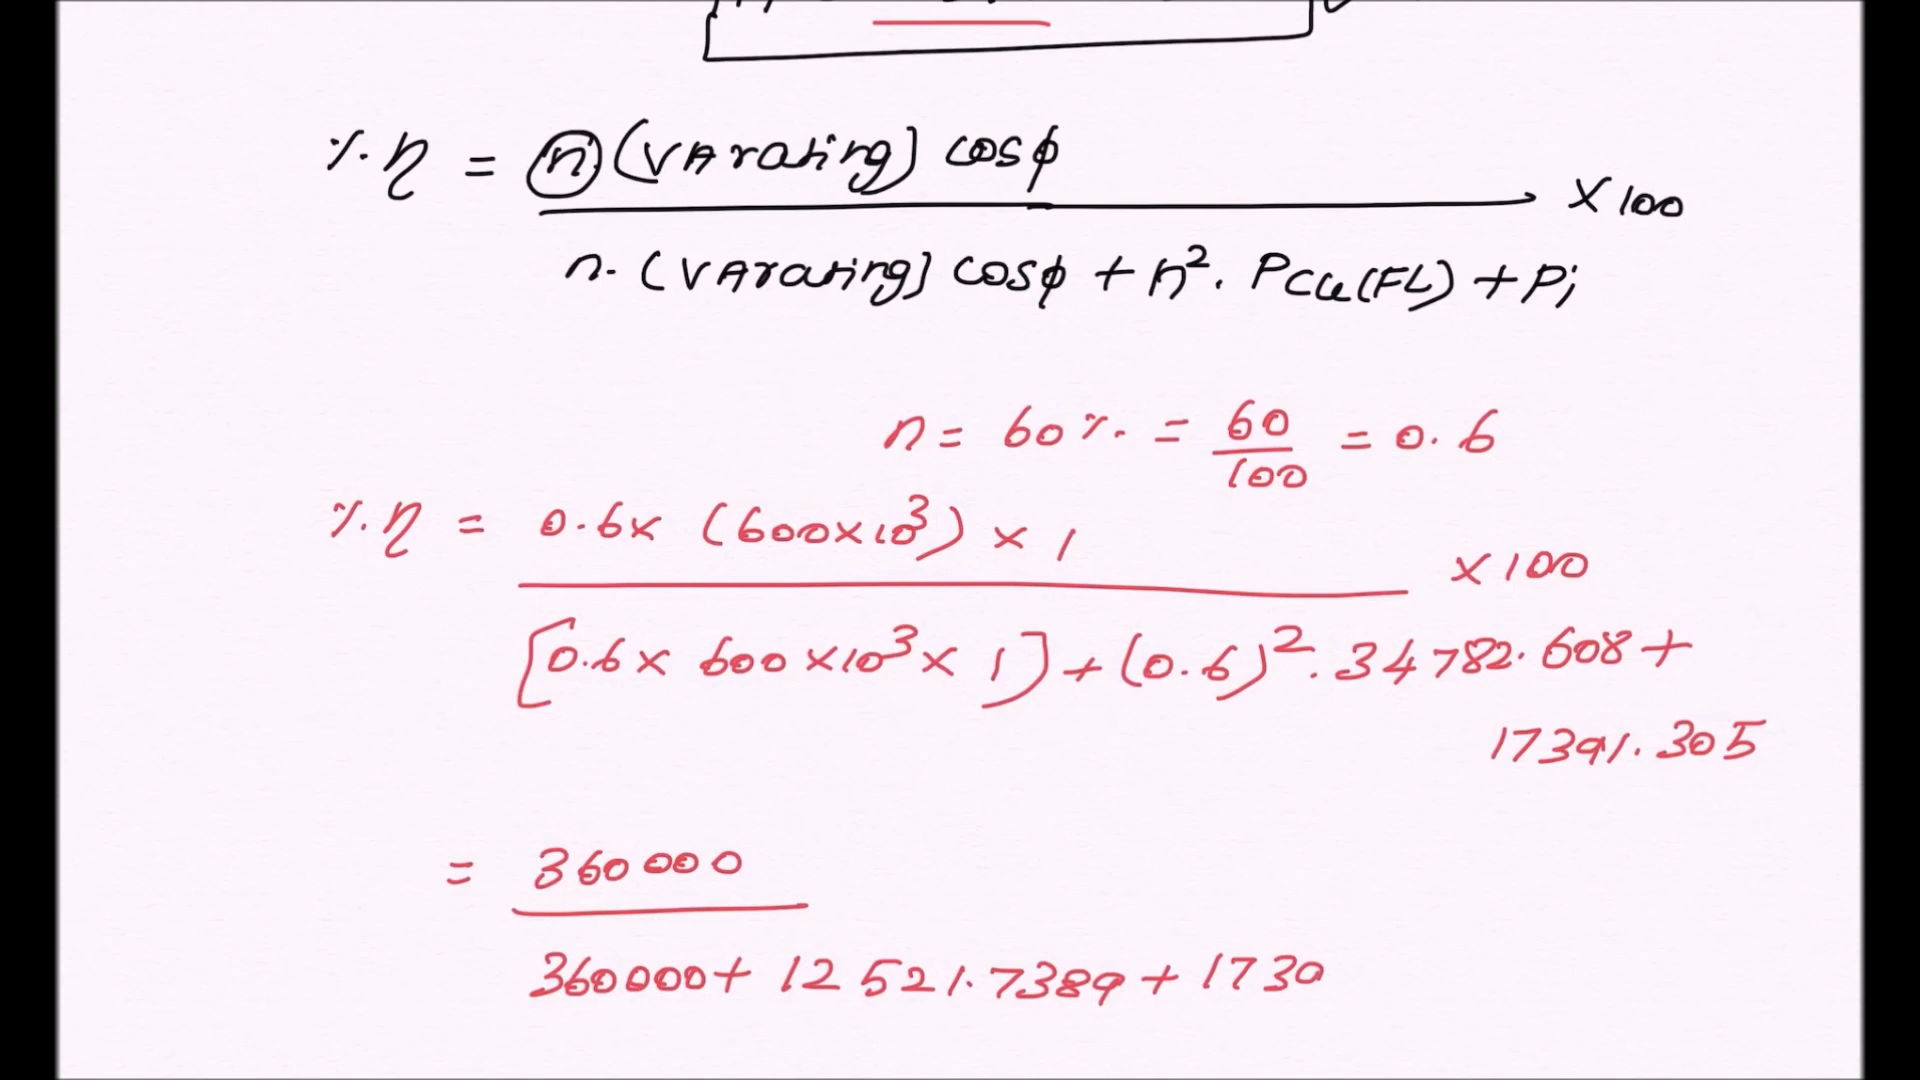 %.η = n (VA rating) cosϕ
× 100
n. (VA rating) cosϕ + n². Pcu(FL) + Pi
n = 60 %. = 60/100 = 0.6
%.η = 0.6 × (600×10³) × 1
× 100
[0.6 × 600 × 10³ × 1] + (0.6)². 34782.608 +
17391.305
= 360000
360000 + 12521.7389 + 1730